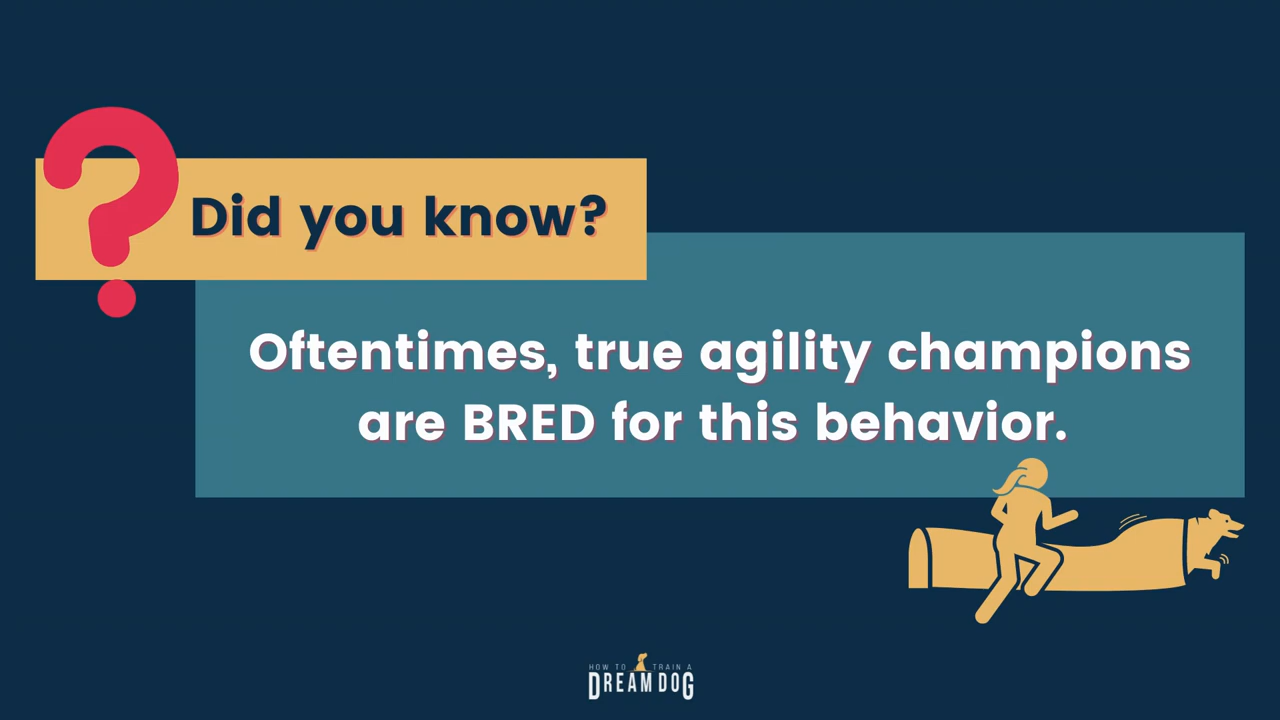 Did you know?
Oftentimes, true agility champions
are BRED for this behavior.
HOW TO TRAIN A
DREAM DOG